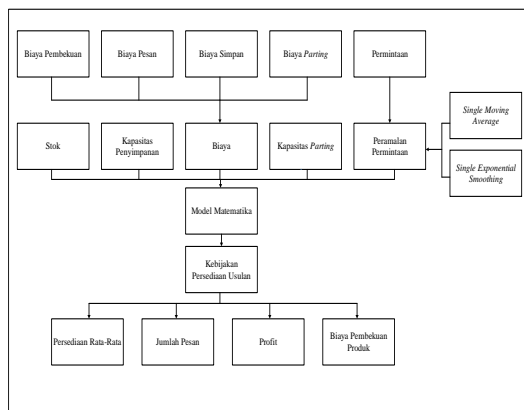 Biaya Pembekuan
Biaya Pesan
Biaya Simpan
Biaya Parting
Permintaan
Single Moving
Average
Stok
Kapasitas
Penyimpanan
Biaya
Kapasitas Parting
Peramalan
Permintaan
Single Exponential
Smoothing
Model Matematika
Kebijakan
Persediaan Usulan
Persediaan Rata-Rata
Jumlah Pesan
Profit
Biaya Pembekuan
Produk